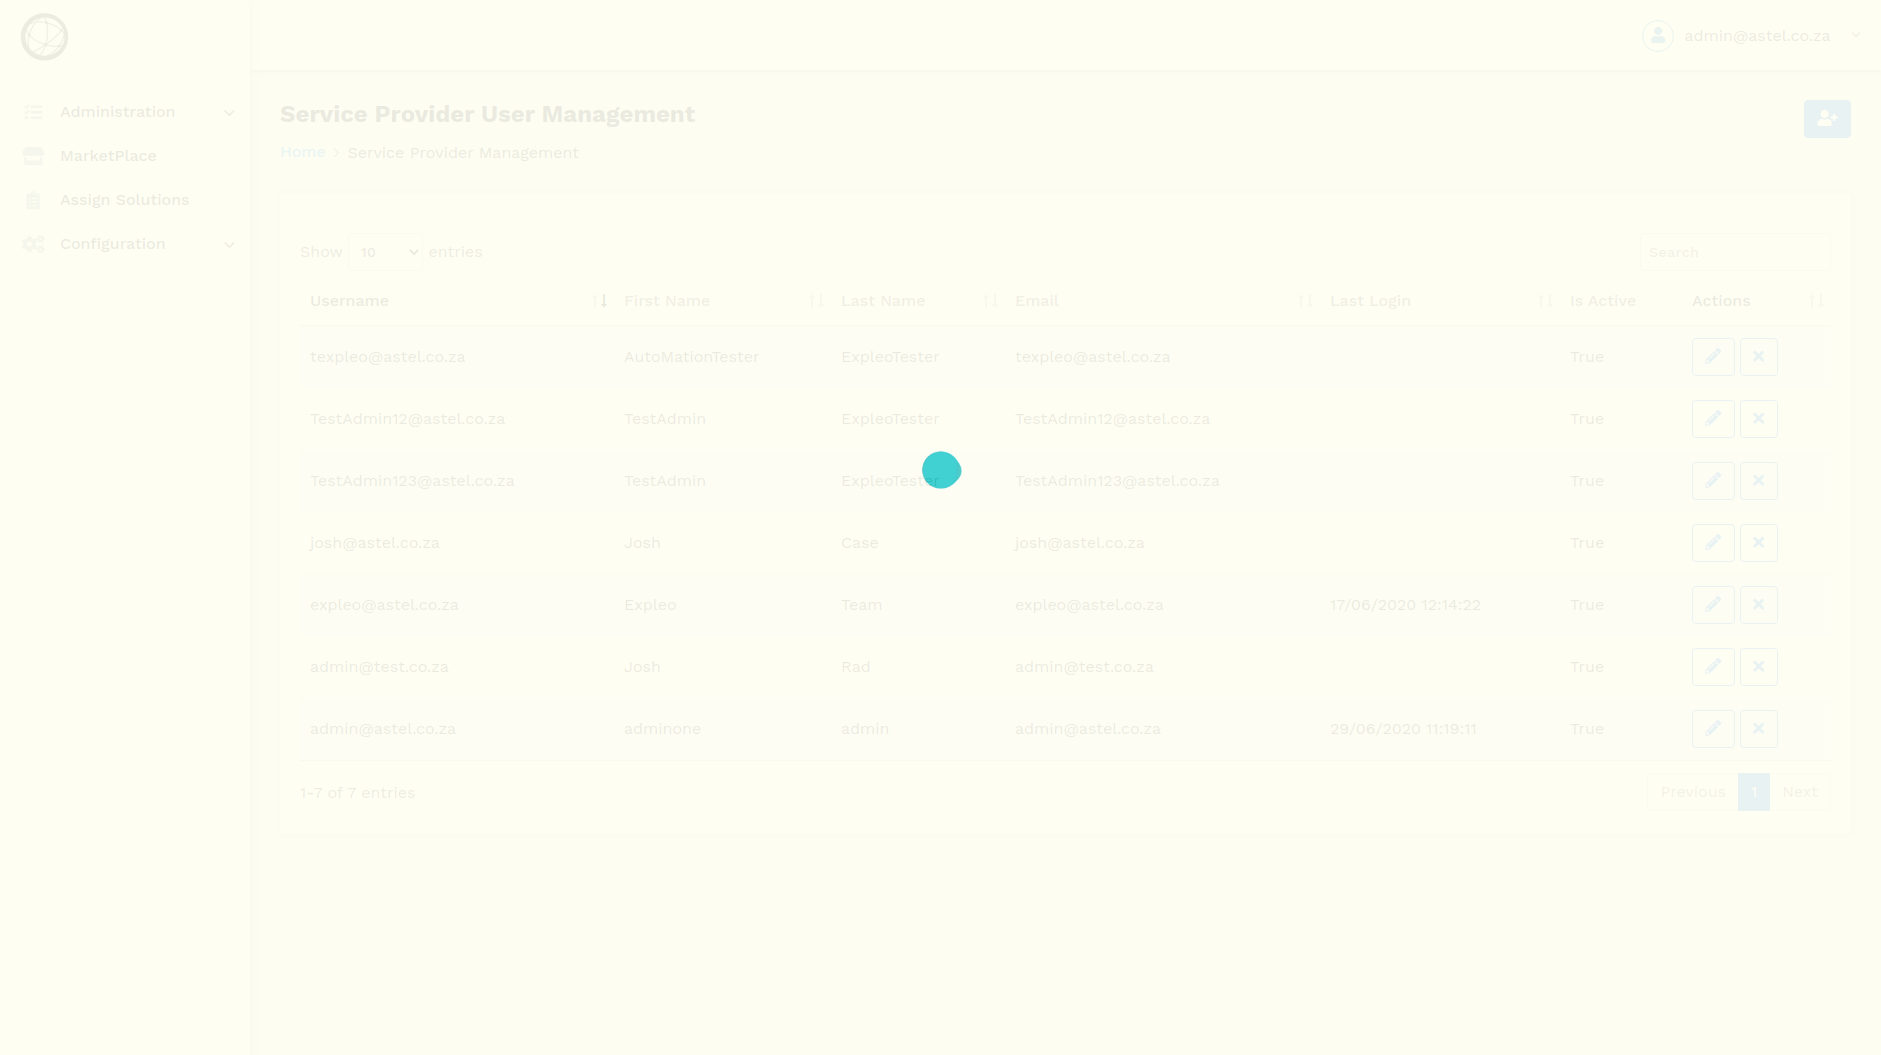 admin@astel.co.za
Administration
MarketPlace
Assign Solutions
Configuration
Service Provider User Management
Home Service Provider Management
Show 10 entries Search
Username First Name Last Name Email Last Login Is Active Actions
texpleo@astel.co.za AutoMationTester ExpleoTester texpleo@astel.co.za True
TestAdmin12@astel.co.za TestAdmin ExpleoTester TestAdmin12@astel.co.za True
TestAdmin123@astel.co.za TestAdmin ExpleoTester TestAdmin123@astel.co.za True
josh@astel.co.za Josh Case josh@astel.co.za True
expleo@astel.co.za Expleo Team expleo@astel.co.za 17/06/2020 12:14:22 True
admin@test.co.za Josh Rad admin@test.co.za True
admin@astel.co.za adminone admin admin@astel.co.za 29/06/2020 11:19:11 True
1-7 of 7 entries Previous 1 Next